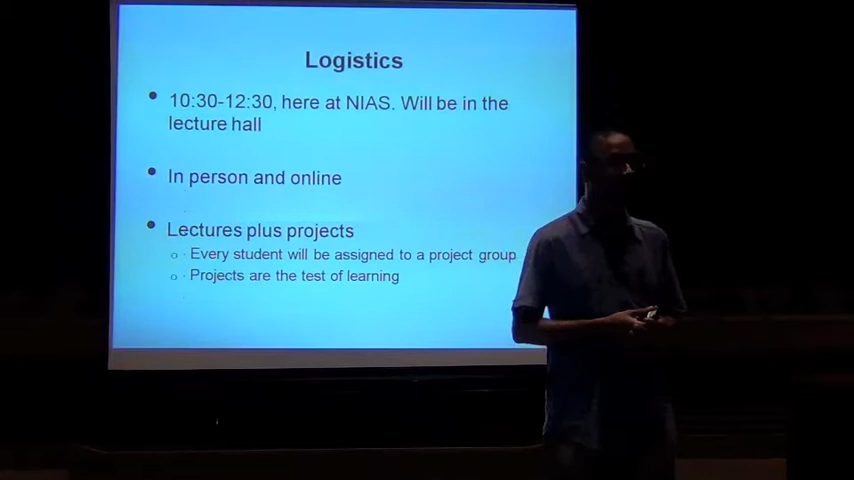 Logistics
• 10:30-12:30, here at NIAS. Will be in the
lecture hall
• In person and online
• Lectures plus projects
○ Every student will be assigned to a project group
○ Projects are the test of learning